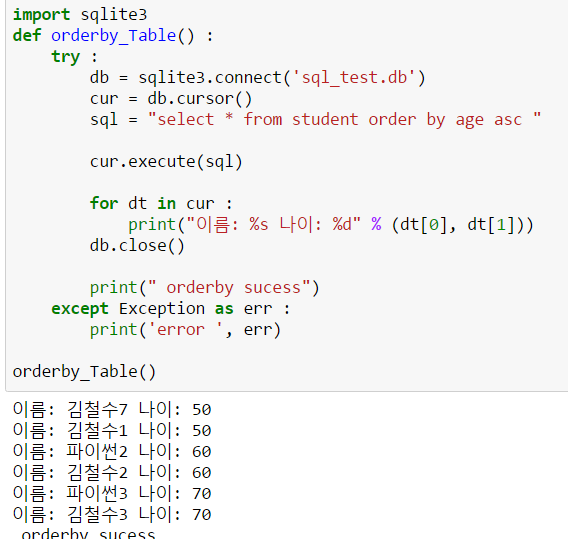 import sqlite3
def orderby_Table() :
    try :
        db = sqlite3.connect('sql_test.db')
        cur = db.cursor()
        sql = "select * from student order by age asc "
        cur.execute(sql)
        for dt in cur :
            print("이름: %s 나이: %d" % (dt[0], dt[1]))
        db.close()
        print(" orderby sucess")
    except Exception as err :
        print('error ', err)
orderby_Table()
이름: 김철수7 나이: 50
이름: 김철수1 나이: 50
이름: 파이썬2 나이: 60
이름: 김철수2 나이: 60
이름: 파이썬3 나이: 70
이름: 김철수3 나이: 70
 orderby sucess